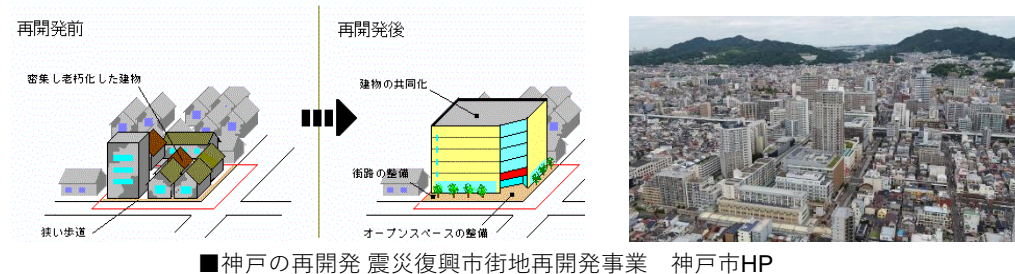 再開発前
再開発後
密集し老朽化した建物
建物の共同化
街路の整備
狭い歩道
オープンスペースの整備
■神戸の再開発 震災復興市街地再開発事業　神戸市HP